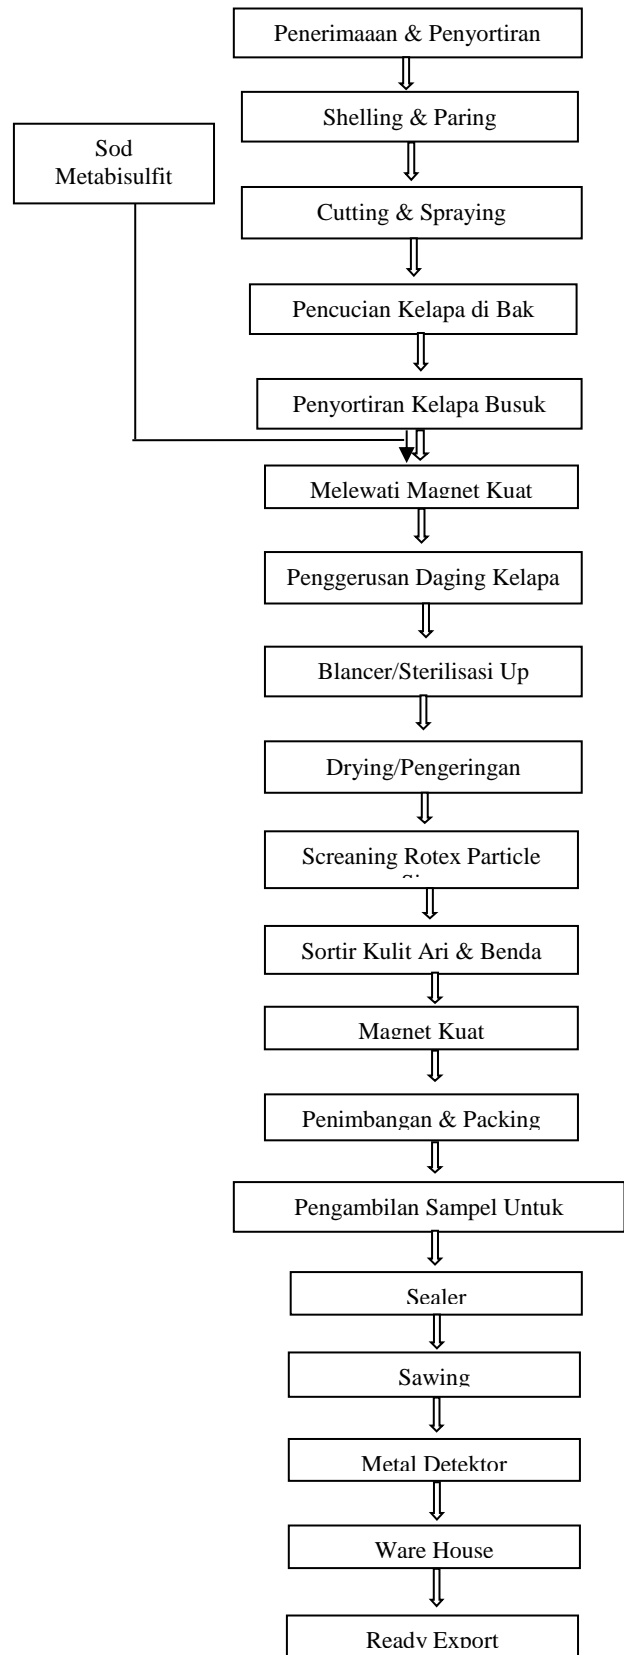 Penerimaaan & Penyortiran
Shelling & Paring
Sod
Metabisulfit
Cutting & Spraying
Pencucian Kelapa di Bak
Penyortiran Kelapa Busuk
Melewati Magnet Kuat
Penggerusan Daging Kelapa
Blancer/Sterilisasi Up
Drying/Pengeringan
Screaning Rotex Particle
Sortir Kulit Ari & Benda
Magnet Kuat
Penimbangan & Packing
Pengambilan Sampel Untuk
Sealer
Sawing
Metal Detektor
Ware House
Ready Export